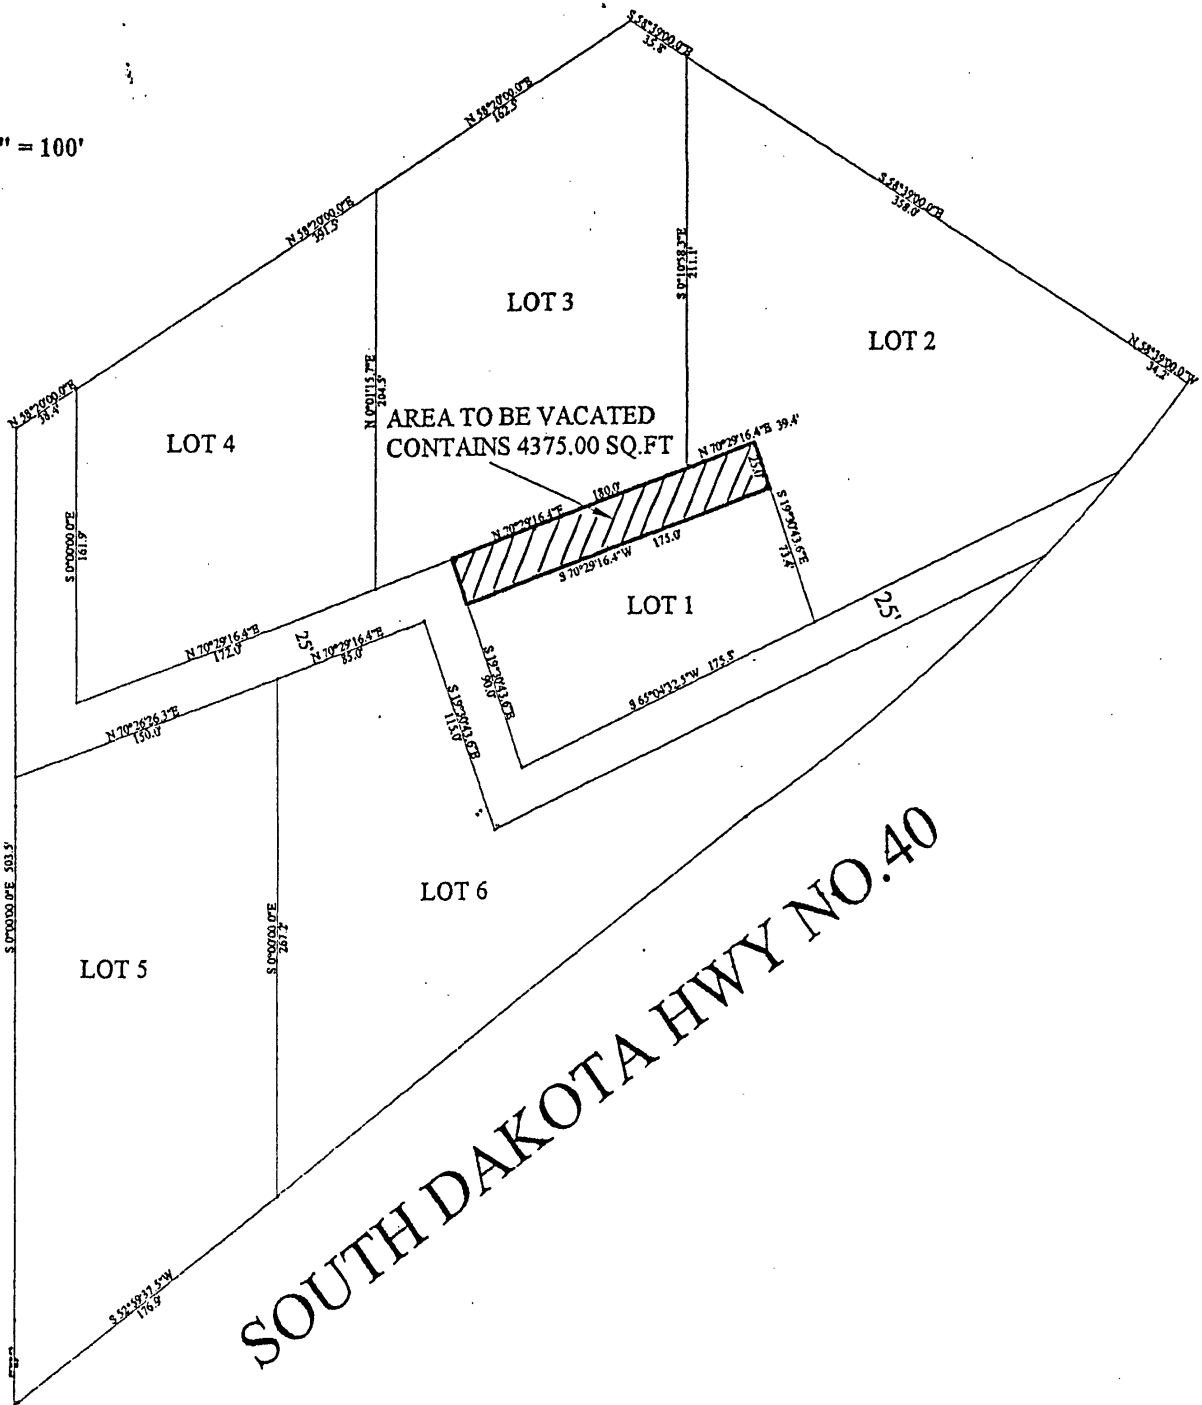 " = 100'
S 58°39'00.0"E
35.8'
N 58°20'00.0"E
162.5'
N 58°20'00.0"E
391.5'
S 58°39'00.0"E
358.0'
S 0°10'58.3"E
211.1'
LOT 3
LOT 2
N 58°39'00.0"W
34.2'
N 0°01'15.7"E
204.5'
N 58°20'00.0"E
38.4'
AREA TO BE VACATED
CONTAINS 4375.00 SQ.FT
LOT 4
N 70°29'16.4"E 39.4'
25.0'
180.0'
N 70°29'16.4"E
S 70°29'16.4"W 175.0'
S 19°30'43.6"E
73.4'
S 0°00'00.0"E
161.9'
LOT 1
25'
N 70°29'16.4"E
172.0'
25'
N 70°29'16.4"E
85.0'
S 19°30'43.6"E
90.0'
S 65°04'32.5"W 175.5'
S 19°30'43.6"E
115.0'
N 70°26'26.3"E
150.0'
S 0°00'00.0"E 503.5'
LOT 6
S 0°00'00.0"E
267.2'
LOT 5
SOUTH DAKOTA HWY NO.40
S 52°59'37.5"W
176.9'